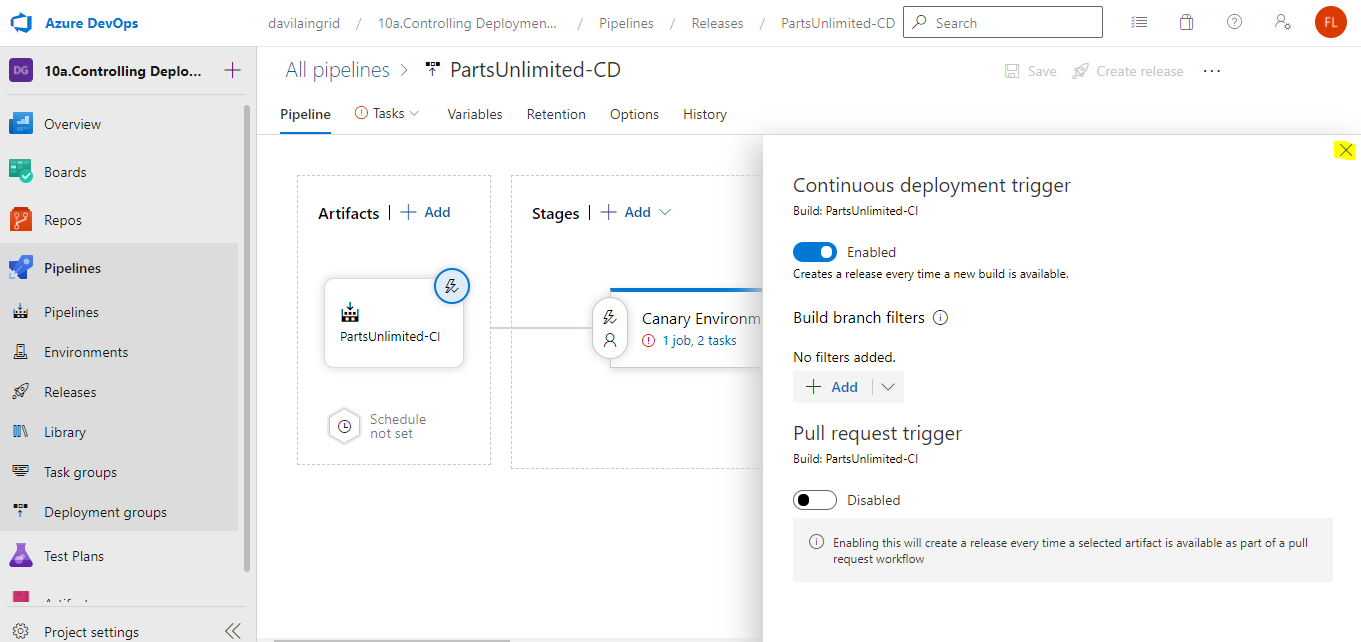 Azure DevOps
davilaingrid / 10a.Controlling Deploymen... / Pipelines / Releases / PartsUnlimited-CD
Search
FL
DG 10a.Controlling Deplo...
Overview
Boards
Repos
Pipelines
Pipelines
Environments
Releases
Library
Task groups
Deployment groups
Test Plans
Project settings
All pipelines > PartsUnlimited-CD
Save
Create release
Pipeline
Tasks
Variables
Retention
Options
History
Artifacts | + Add
PartsUnlimited-CI
Schedule
not set
Stages | + Add
Canary Environm
1 job, 2 tasks
Continuous deployment trigger
Build: PartsUnlimited-CI
Enabled
Creates a release every time a new build is available.
Build branch filters
No filters added.
+ Add
Pull request trigger
Build: PartsUnlimited-CI
Disabled
Enabling this will create a release every time a selected artifact is available as part of a pull
request workflow